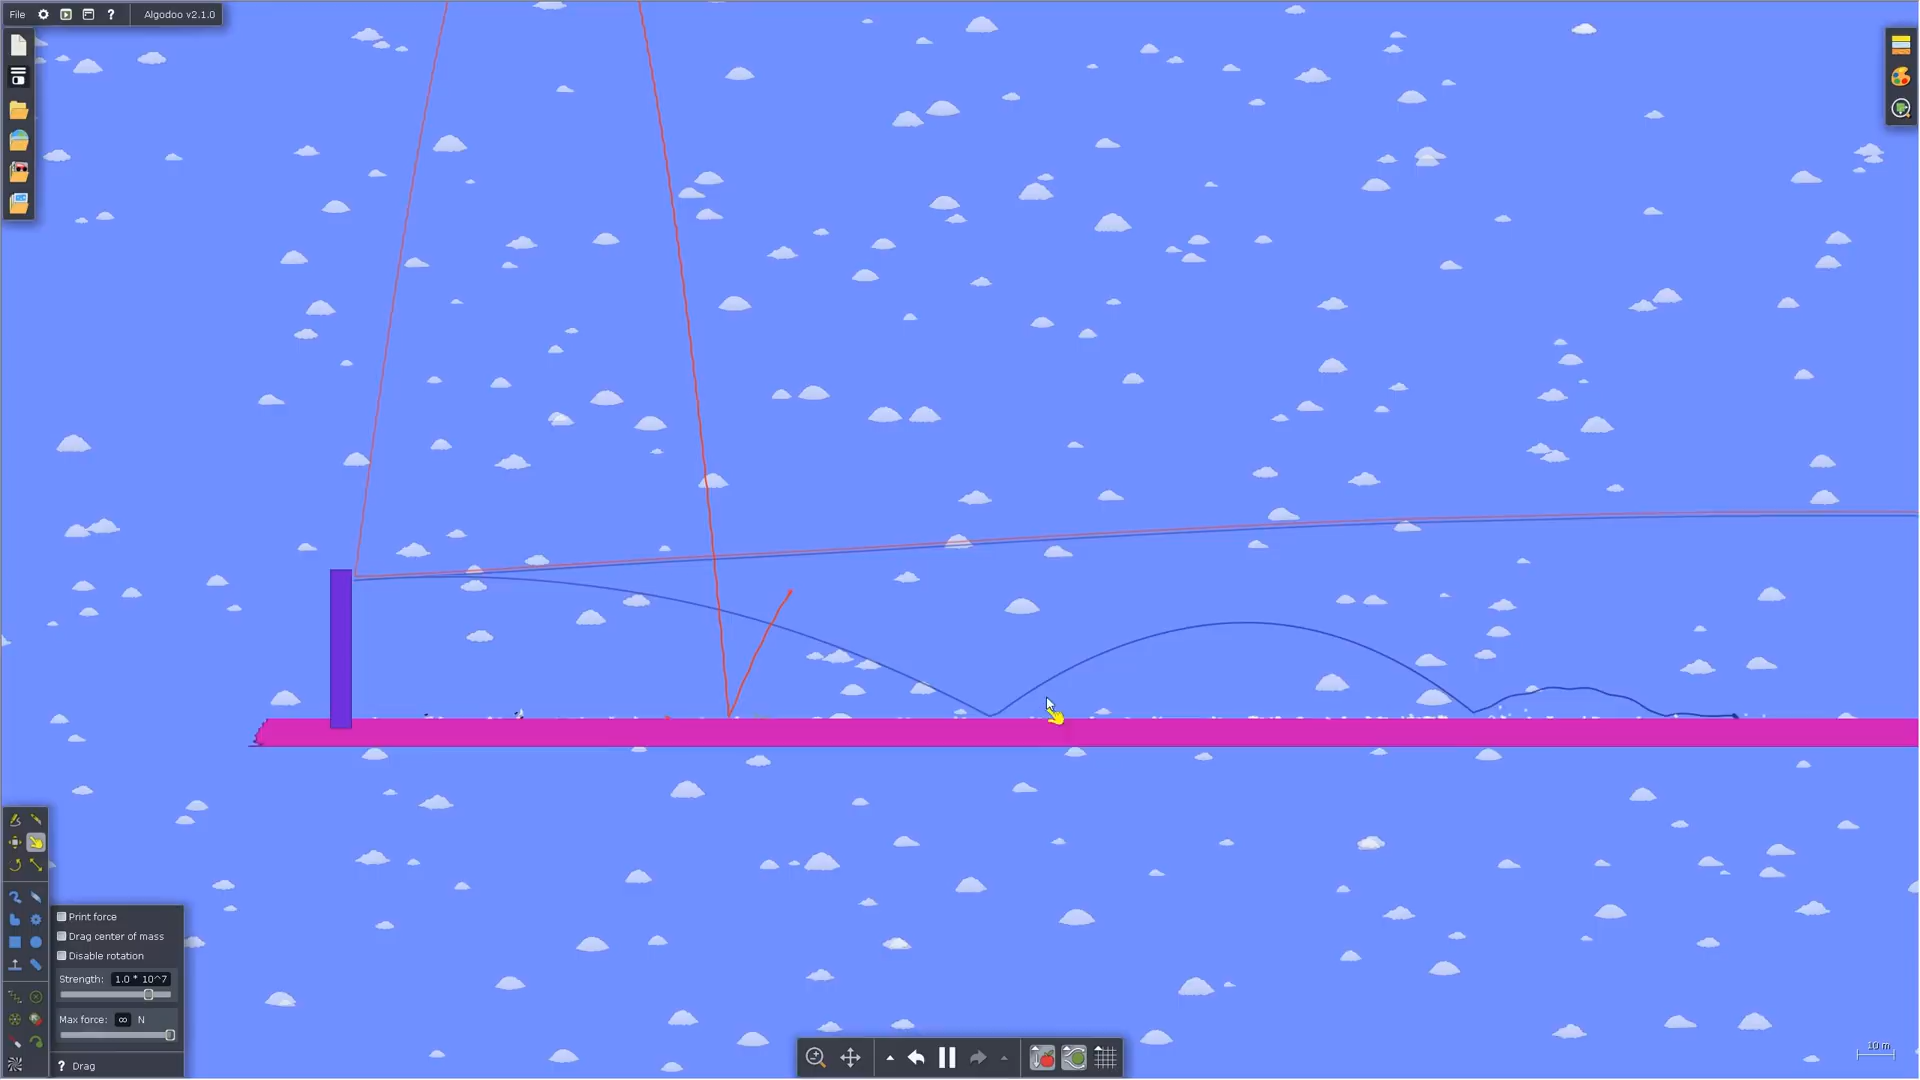 File ? Algodoo v2.1.0
Print force
Drag center of mass
Disable rotation
Strength: 1.0 * 10^7
Max force: ∞ N
? Drag
10 m